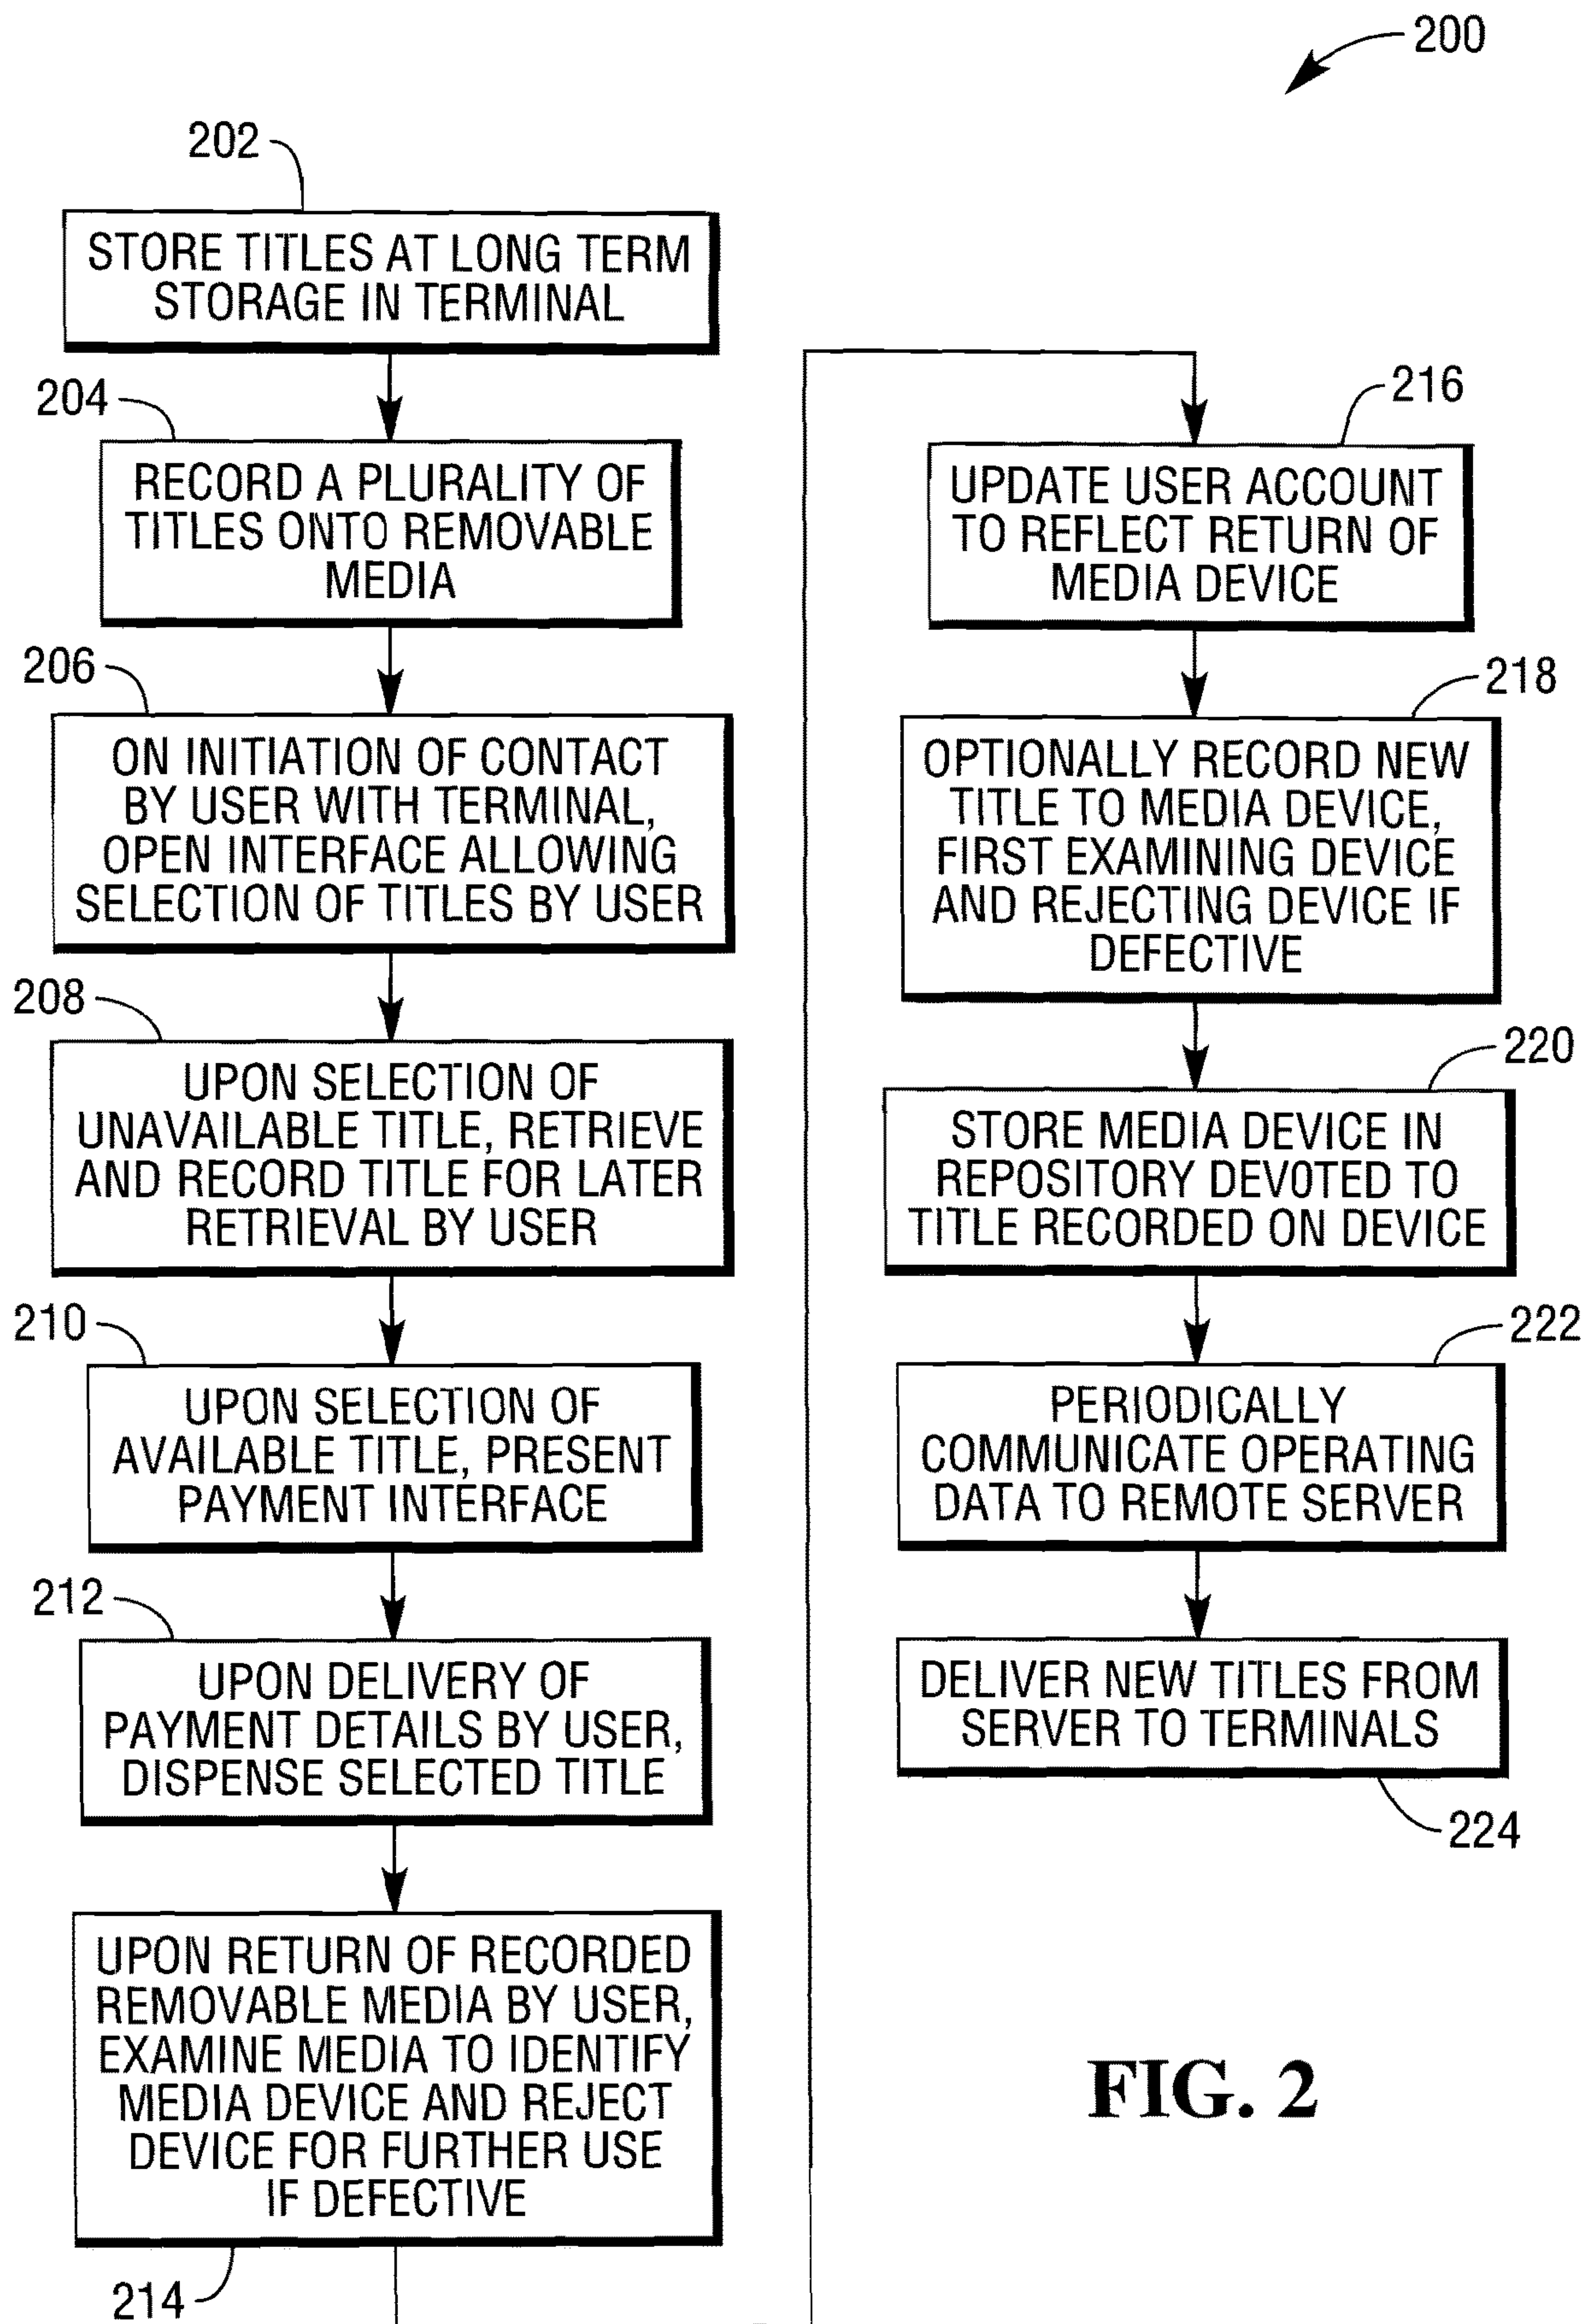 200
202
STORE TITLES AT LONG TERM
STORAGE IN TERMINAL
204
RECORD A PLURALITY OF
TITLES ONTO REMOVABLE
MEDIA
206
ON INITIATION OF CONTACT
BY USER WITH TERMINAL,
OPEN INTERFACE ALLOWING
SELECTION OF TITLES BY USER
208
UPON SELECTION OF
UNAVAILABLE TITLE, RETRIEVE
AND RECORD TITLE FOR LATER
RETRIEVAL BY USER
210
UPON SELECTION OF
AVAILABLE TITLE, PRESENT
PAYMENT INTERFACE
212
UPON DELIVERY OF
PAYMENT DETAILS BY USER,
DISPENSE SELECTED TITLE
UPON RETURN OF RECORDED
REMOVABLE MEDIA BY USER,
EXAMINE MEDIA TO IDENTIFY
MEDIA DEVICE AND REJECT
DEVICE FOR FURTHER USE
IF DEFECTIVE
214
216
UPDATE USER ACCOUNT
TO REFLECT RETURN OF
MEDIA DEVICE
218
OPTIONALLY RECORD NEW
TITLE TO MEDIA DEVICE,
FIRST EXAMINING DEVICE
AND REJECTING DEVICE IF
DEFECTIVE
220
STORE MEDIA DEVICE IN
REPOSITORY DEVOTED TO
TITLE RECORDED ON DEVICE
222
PERIODICALLY
COMMUNICATE OPERATING
DATA TO REMOTE SERVER
DELIVER NEW TITLES FROM
SERVER TO TERMINALS
224
FIG. 2